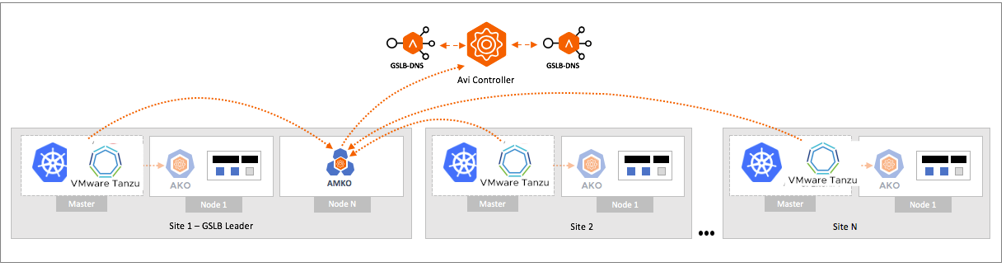 GSLB-DNS
GSLB-DNS
Avi Controller
VMware Tanzu
AKO
AMKO
Master
Node 1
Node N
Site 1 – GSLB Leader
VMware Tanzu
AKO
Master
Node 1
Site 2
VMware Tanzu
AKO
Master
Node 1
Site N